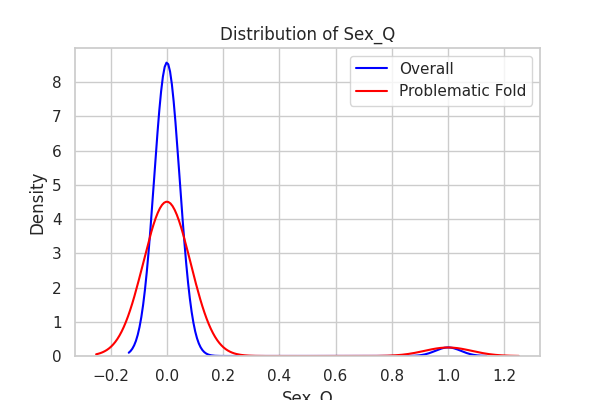 Distribution of Sex_Q
Overall
Problematic Fold
Density
8
7
6
5
4
3
2
1
0
−0.2 0.0 0.2 0.4 0.6 0.8 1.0 1.2
Sex_Q